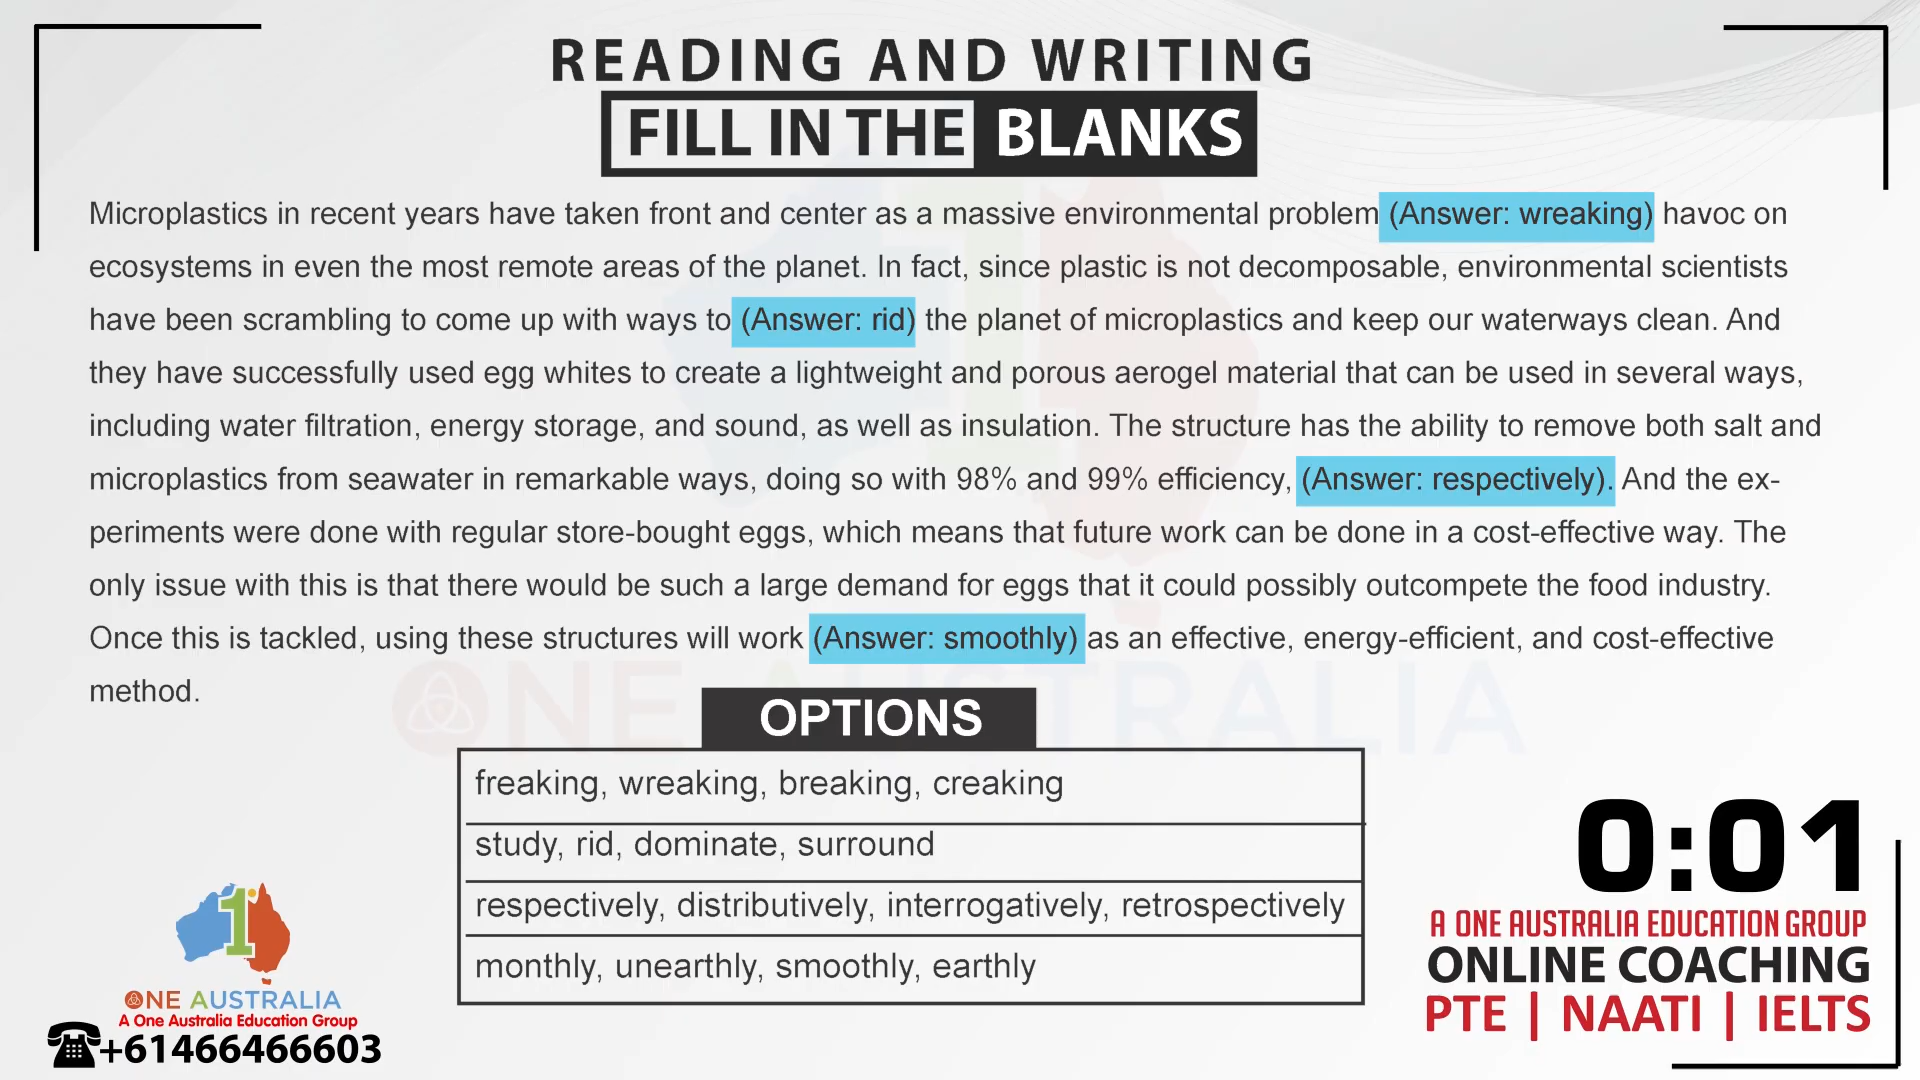 READING AND WRITING
FILL IN THE BLANKS
Microplastics in recent years have taken front and center as a massive environmental problem (Answer: wreaking) havoc on
ecosystems in even the most remote areas of the planet. In fact, since plastic is not decomposable, environmental scientists
have been scrambling to come up with ways to (Answer: rid) the planet of microplastics and keep our waterways clean. And
they have successfully used egg whites to create a lightweight and porous aerogel material that can be used in several ways,
including water filtration, energy storage, and sound, as well as insulation. The structure has the ability to remove both salt and
microplastics from seawater in remarkable ways, doing so with 98% and 99% efficiency, (Answer: respectively). And the ex-
periments were done with regular store-bought eggs, which means that future work can be done in a cost-effective way. The
only issue with this is that there would be such a large demand for eggs that it could possibly outcompete the food industry.
Once this is tackled, using these structures will work (Answer: smoothly) as an effective, energy-efficient, and cost-effective
method.
ONE AUSTRALIA
OPTIONS
freaking, wreaking, breaking, creaking
study, rid, dominate, surround
respectively, distributively, interrogatively, retrospectively
monthly, unearthly, smoothly, earthly
1
ONE AUSTRALIA
A One Australia Education Group
+61466466603
0:01
A ONE AUSTRALIA EDUCATION GROUP
ONLINE COACHING
PTE | NAATI | IELTS